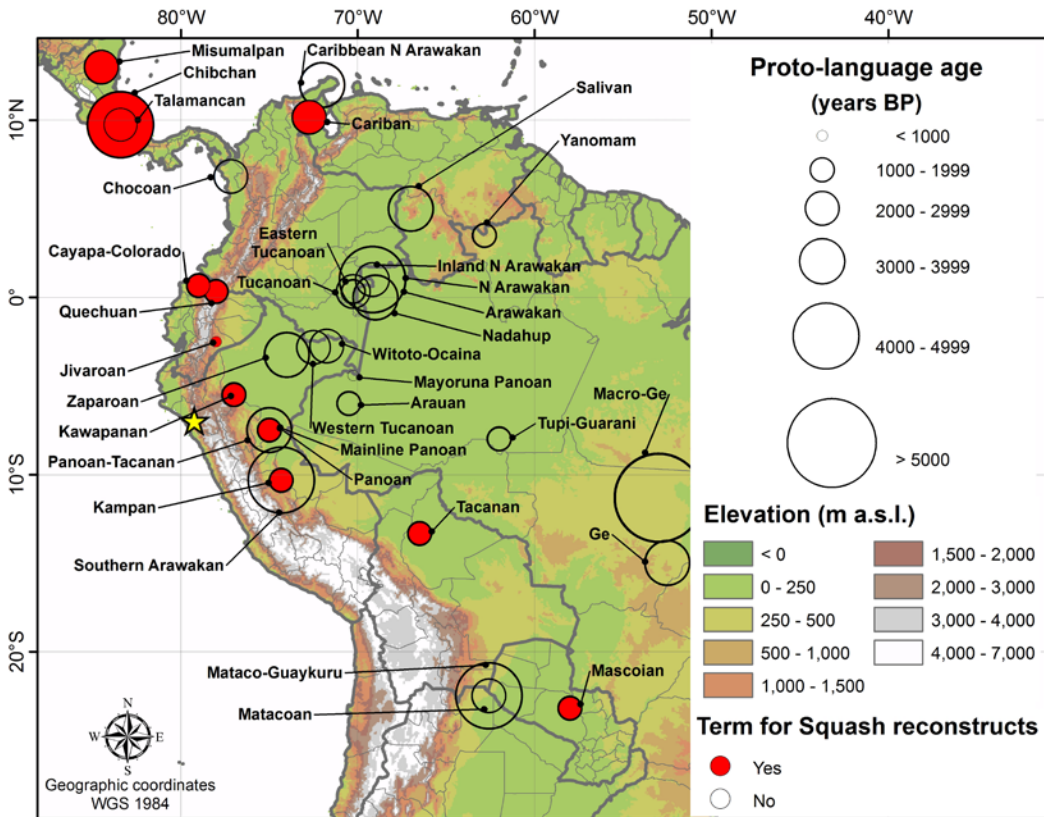 80°W
70°W
60°W
50°W
40°W
10°N
0°
10°S
20°S
Misumalpan
Caribbean N Arawakan
Chibchan
Talamancan
Salivan
Cariban
Yanomam
Chocoan
Eastern
Tucanoan
Cayapa-Colorado
Inland N Arawakan
Tucanoan
N Arawakan
Quechuan
Arawakan
Nadahup
Jivaroan
Witoto-Ocaina
Zaparoan
Mayoruna Panoan
Arauan
Macro-Ge
Kawapanan
Western Tucanoan
Tupi-Guarani
Panoan-Tacanan
Mainline Panoan
Panoan
Kampan
Tacanan
Ge
Southern Arawakan
Mataco-Guaykuru
Mascoian
Matacoan
N
W
E
S
Geographic coordinates
WGS 1984
Proto-language age
(years BP)
< 1000
1000 - 1999
2000 - 2999
3000 - 3999
4000 - 4999
> 5000
Elevation (m a.s.l.)
< 0
1,500 - 2,000
0 - 250
2,000 - 3,000
250 - 500
3,000 - 4,000
500 - 1,000
4,000 - 7,000
1,000 - 1,500
Term for Squash reconstructs
Yes
No